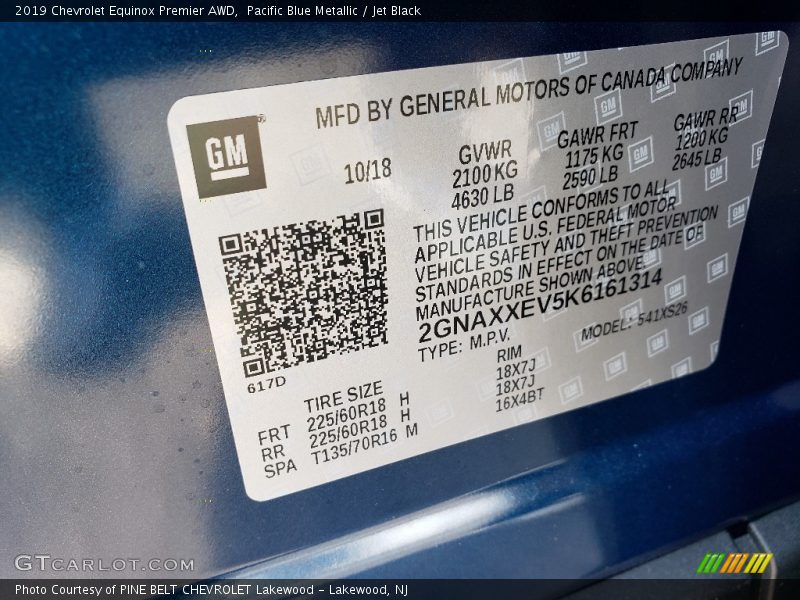 2019 Chevrolet Equinox Premier AWD,  Pacific Blue Metallic / Jet Black
MFD BY GENERAL MOTORS OF CANADA COMPANY
GM®
10/18
GVWR
2100 KG
4630 LB
GAWR FRT
1175 KG
2590 LB
GAWR RR
1200 KG
2645 LB
THIS VEHICLE CONFORMS TO ALL
APPLICABLE U.S. FEDERAL MOTOR
VEHICLE SAFETY AND THEFT PREVENTION
STANDARDS IN EFFECT ON THE DATE OF
MANUFACTURE SHOWN ABOVE
2GNAXXEV5K6161314
TYPE: M.P.V. MODEL: 541XS26
617D
TIRE SIZE RIM
FRT 225/60R18 H 18X7J
RR 225/60R18 H 18X7J
SPA T135/70R16 M 16X4BT
GTCARLOT.COM
Photo Courtesy of PINE BELT CHEVROLET Lakewood - Lakewood, NJ